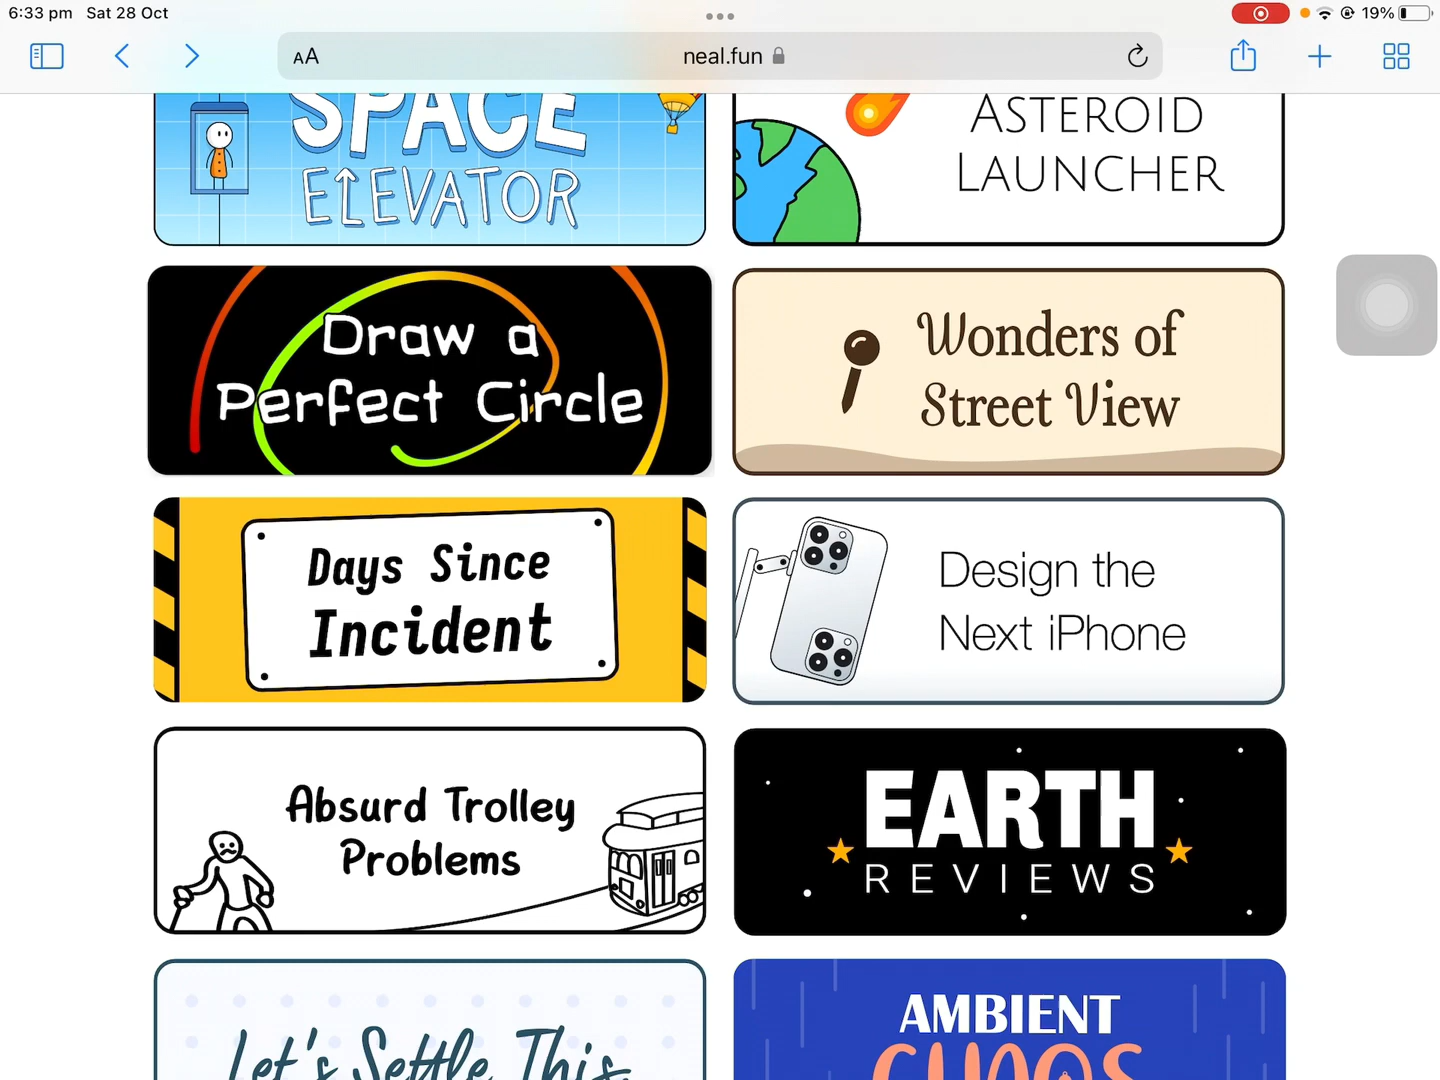 6:33 pm Sat 28 Oct
19%
AA
neal.fun
SPACE
ELEVATOR
ASTEROID
LAUNCHER
Draw a
Perfect Circle
Wonders of
Street View
Days Since
Incident
Design the
Next iPhone
Absurd Trolley
Problems
EARTH
REVIEWS
Let's Settle This
AMBIENT
CHAOS